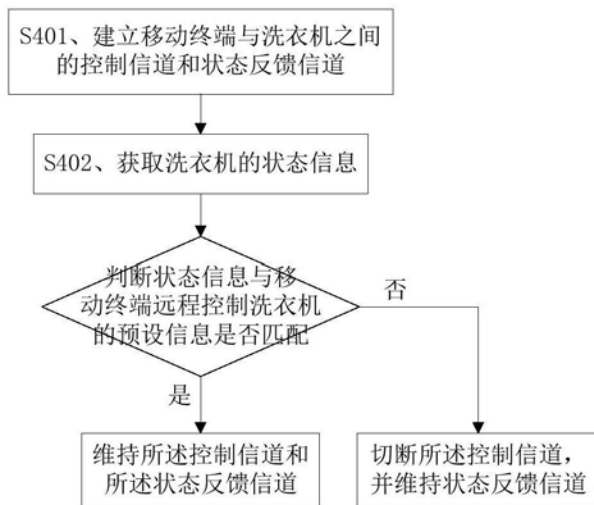 S401、建立移动终端与洗衣机之间
的控制信道和状态反馈信道
S402、获取洗衣机的状态信息
判断状态信息与移
动终端远程控制洗衣机
的预设信息是否匹配
否
是
维持所述控制信道和
所述状态反馈信道
切断所述控制信道，
并维持状态反馈信道